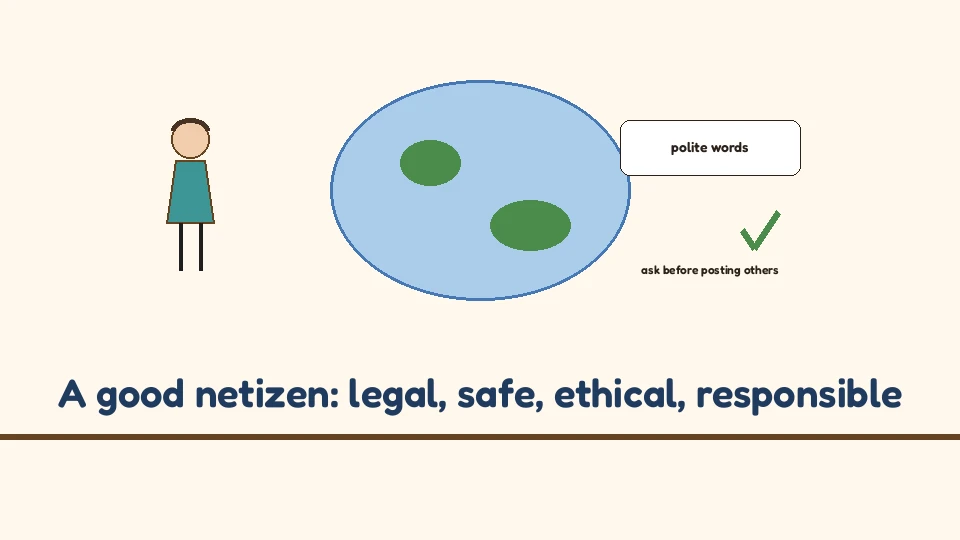 polite words
ask before posting others
A good netizen: legal, safe, ethical, responsible